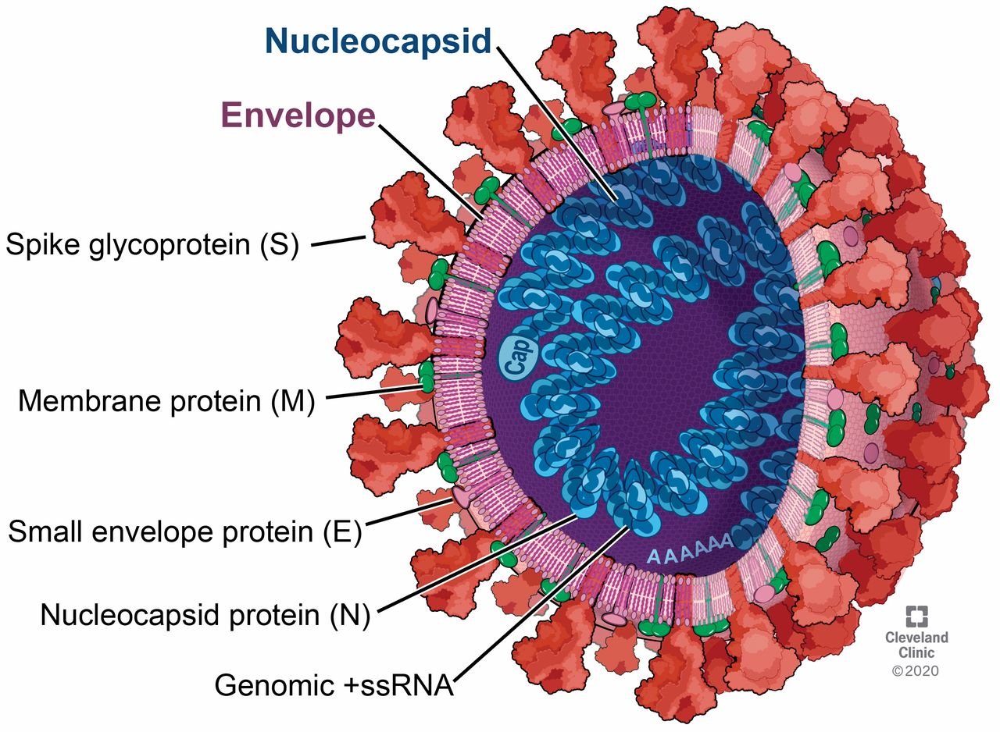 Nucleocapsid
Envelope
Spike glycoprotein (S)
Cap
Membrane protein (M)
Small envelope protein (E)
AAAAAA
Nucleocapsid protein (N)
Genomic +ssRNA
Cleveland
Clinic
©2020